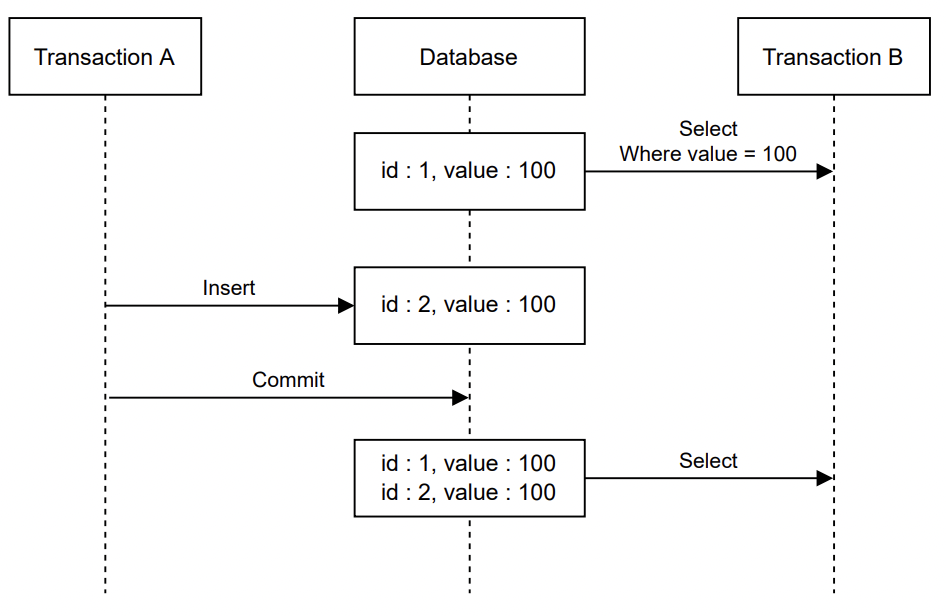 Transaction A
Database
Transaction B
Select
Where value = 100
id : 1, value : 100
Insert
id : 2, value : 100
Commit
id : 1, value : 100
id : 2, value : 100
Select